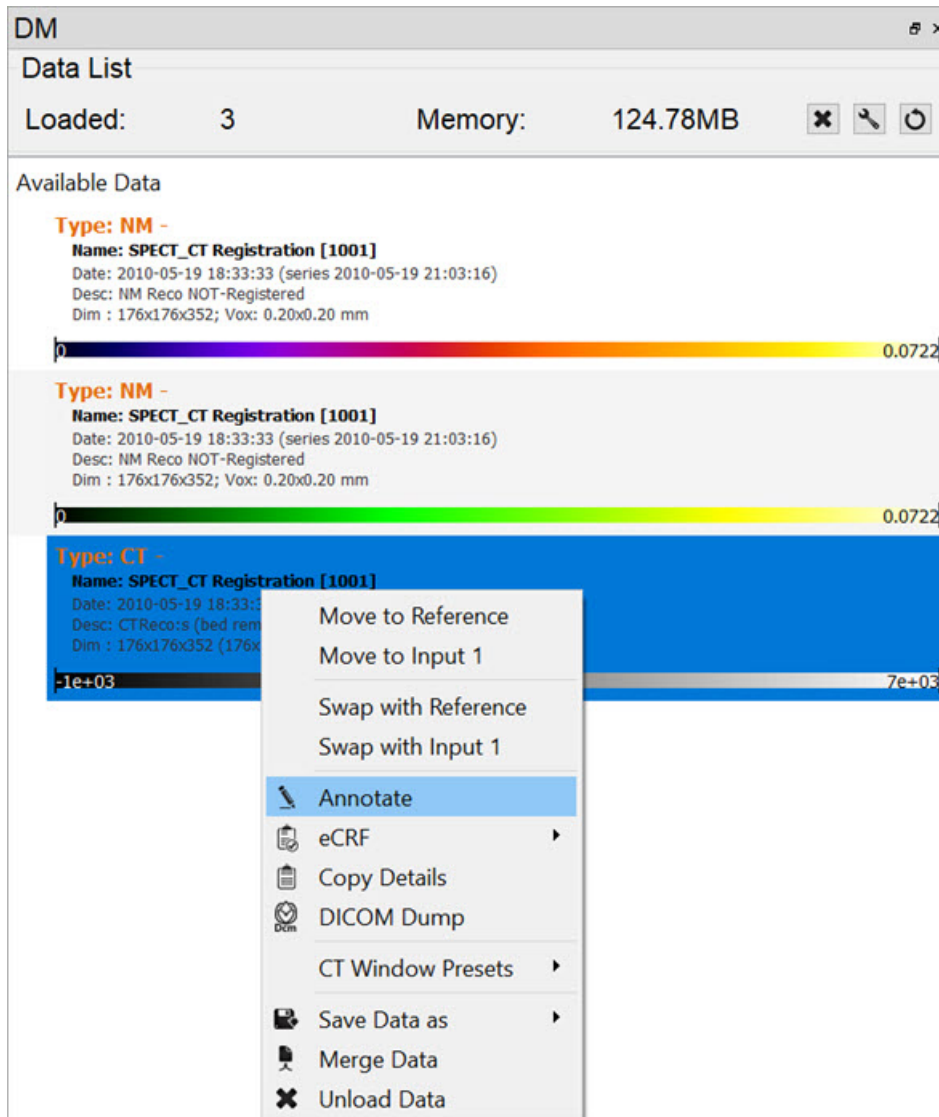 DM
Data List
Loaded: 3 Memory: 124.78MB
Available Data
Type: NM -
Name: SPECT_CT Registration [1001]
Date: 2010-05-19 18:33:33 (series 2010-05-19 21:03:16)
Desc: NM Reco NOT-Registered
Dim : 176x176x352; Vox: 0.20x0.20 mm
0 0.0722
Type: NM -
Name: SPECT_CT Registration [1001]
Date: 2010-05-19 18:33:33 (series 2010-05-19 21:03:16)
Desc: NM Reco NOT-Registered
Dim : 176x176x352; Vox: 0.20x0.20 mm
0 0.0722
Type: CT -
Name: SPECT_CT Registration [1001]
Date: 2010-05-19 18:33:3
Desc: CTReco:s (bed rem
Dim : 176x176x352 (176x
-1e+03 7e+03
Move to Reference
Move to Input 1
Swap with Reference
Swap with Input 1
Annotate
eCRF
Copy Details
Dcm DICOM Dump
CT Window Presets
Save Data as
Merge Data
Unload Data